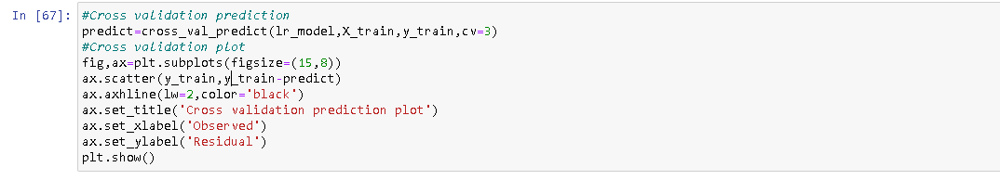 In [67]: #Cross validation prediction
predict=cross_val_predict(lr_model,X_train,y_train,cv=3)
#Cross validation plot
fig,ax=plt.subplots(figsize=(15,8))
ax.scatter(y_train,y_train-predict)
ax.axhline(lw=2,color='black')
ax.set_title('Cross validation prediction plot')
ax.set_xlabel('Observed')
ax.set_ylabel('Residual')
plt.show()